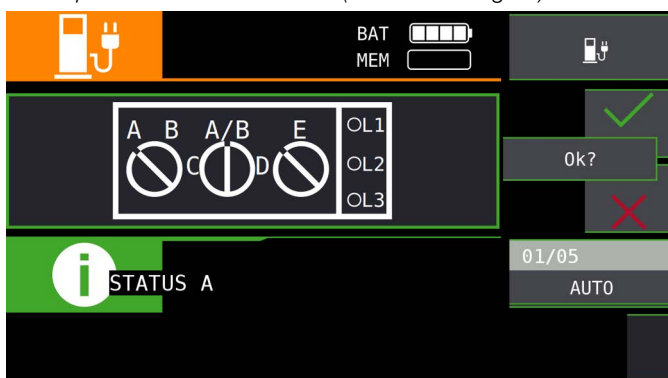 BAT
MEM
A B A/B E
C D
OL1
OL2
OL3
Ok?
01/05
AUTO
i
STATUS A